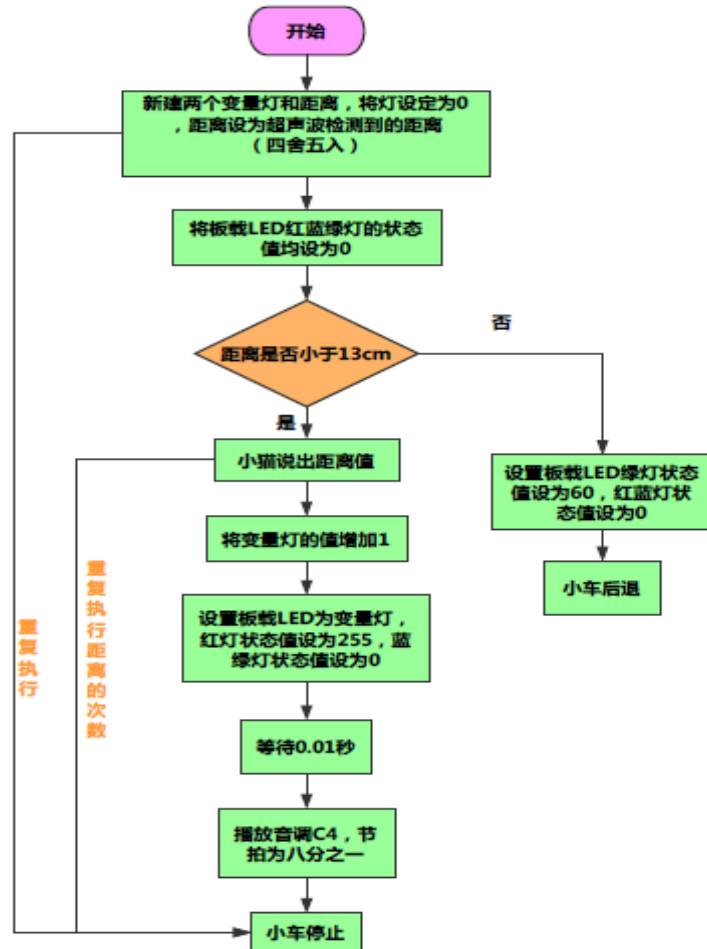 开始
新建两个变量灯和距离，将灯设定为0
，距离设为超声波检测到的距离
（四舍五入）
将板载LED红蓝绿灯的状态
值均设为0
距离是否小于13cm
否
是
小猫说出距离值
设置板载LED绿灯状态
值设为60，红蓝灯状
态值设为0
将变量灯的值增加1
小车后退
重复执行
重复执行距离的次数
设置板载LED为变量灯，
红灯状态值设为255，蓝
绿灯状态值设为0
等待0.01秒
播放音调C4，节
拍为八分之一
小车停止